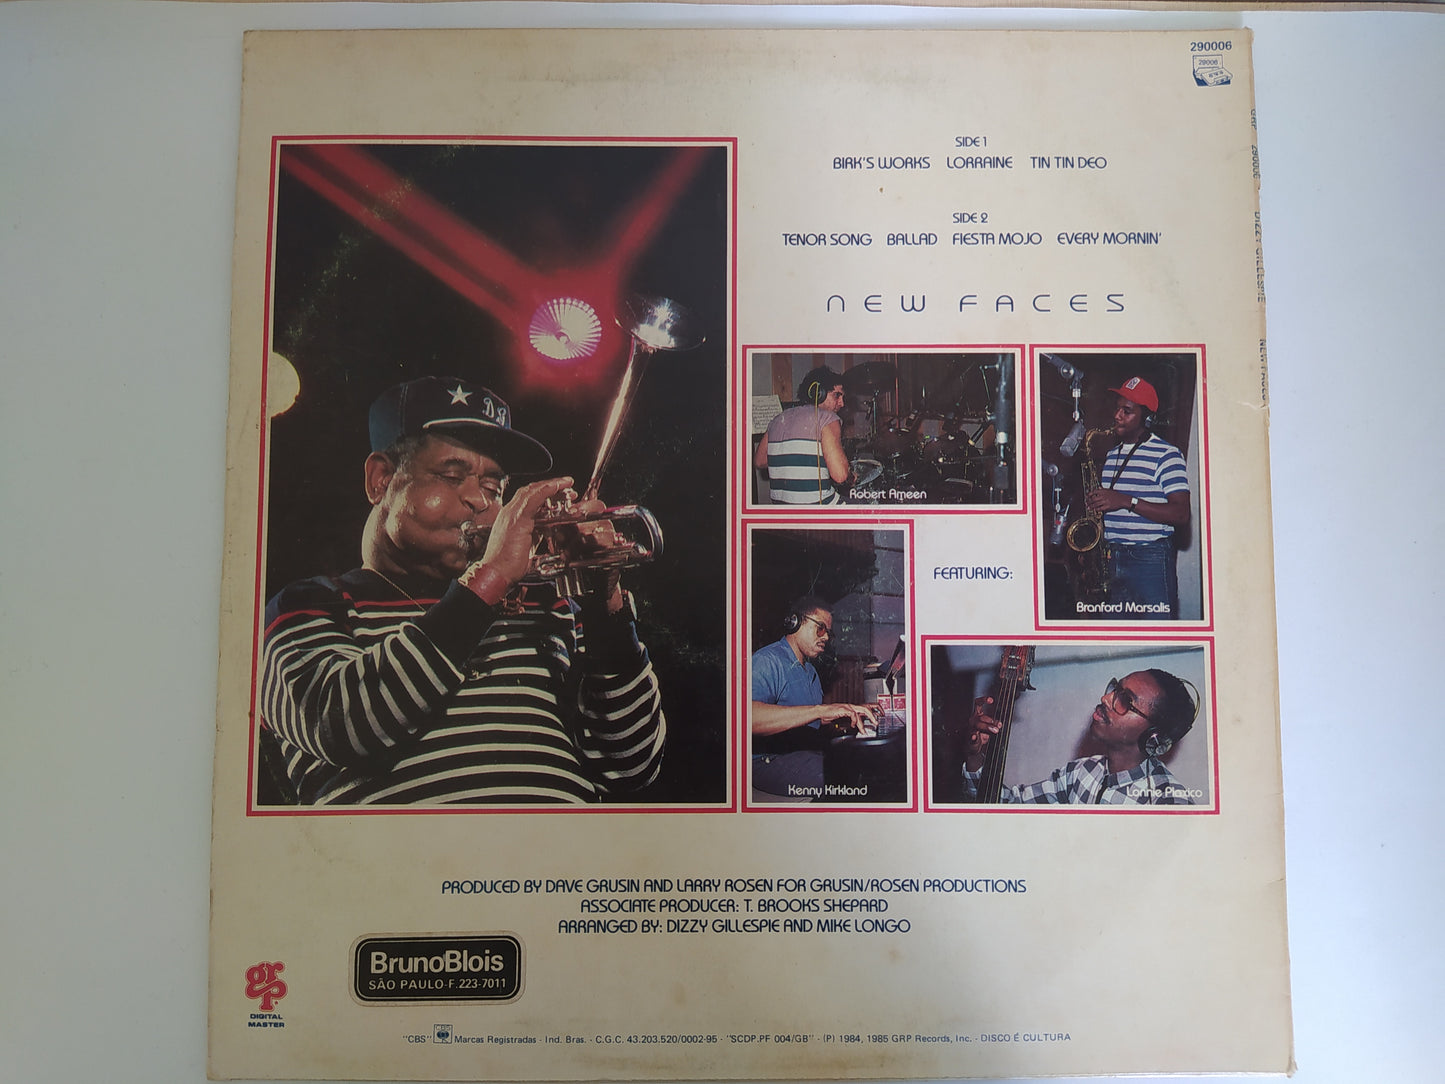 290006
29006
SIDE 1
BIRK'S WORKS LORRAINE TIN TIN DEO
SIDE 2
TENOR SONG BALLAD FIESTA MOJO EVERY MORNIN'
NEW FACES
Robert Ameen
Branford Marsalis
FEATURING:
Kenny Kirkland
Lonnie Plaxico
PRODUCED BY DAVE GRUSIN AND LARRY ROSEN FOR GRUSIN/ROSEN PRODUCTIONS
ASSOCIATE PRODUCER: T. BROOKS SHEPARD
ARRANGED BY: DIZZY GILLESPIE AND MIKE LONGO
BrunoBlois
SÃO PAULO-F.223-7011
grp
DIGITAL
MASTER
"CBS" CBS Marcas Registradas - Ind. Bras. - C.G.C. 43.203.520/0002-95 - "SCDP.PF 004/GB" - (P) 1984, 1985 GRP Records, Inc. - DISCO É CULTURA
GRP 290006 DIZZY GILLESPIE NEW FACES